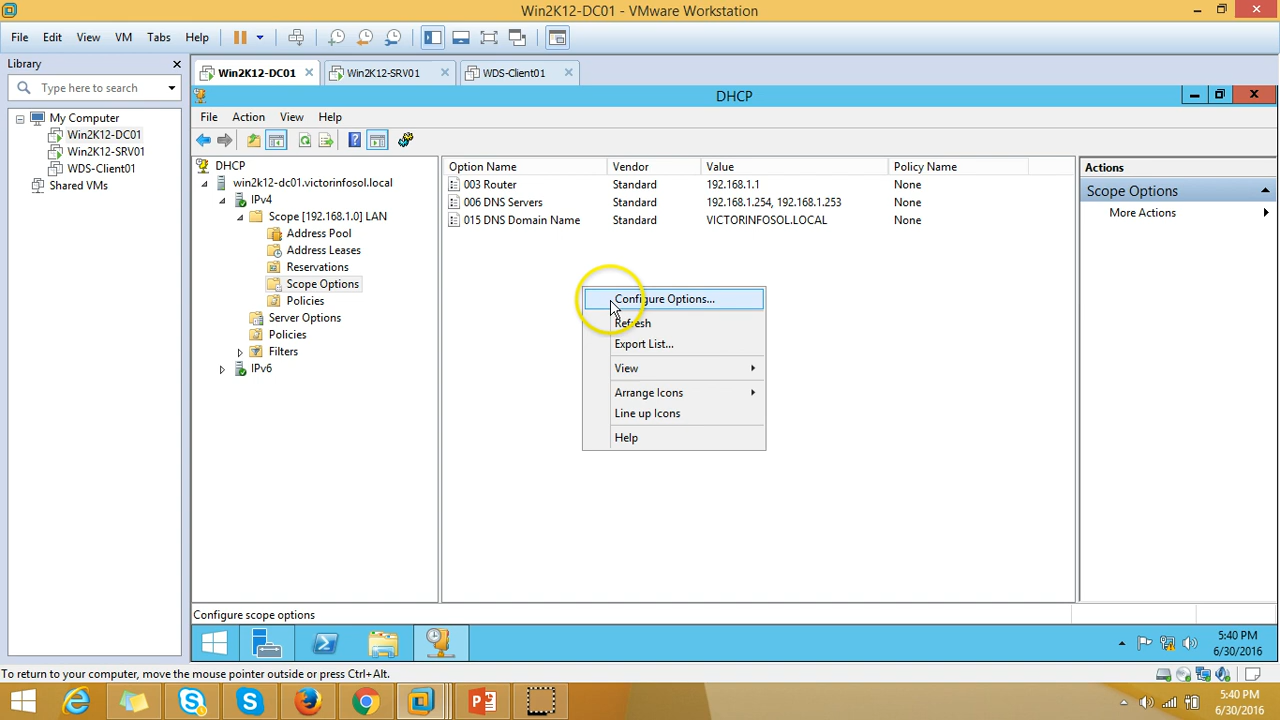 Win2K12-DC01 - VMware Workstation
File Edit View VM Tabs Help
Library
Type here to search
My Computer
Win2K12-DC01
Win2K12-SRV01
WDS-Client01
Shared VMs
Win2K12-DC01 Win2K12-SRV01 WDS-Client01
DHCP
File Action View Help
DHCP
win2k12-dc01.victorinfosol.local
IPv4
Scope [192.168.1.0] LAN
Address Pool
Address Leases
Reservations
Scope Options
Policies
Server Options
Policies
Filters
IPv6
Option Name Vendor Value Policy Name
003 Router Standard 192.168.1.1 None
006 DNS Servers Standard 192.168.1.254, 192.168.1.253 None
015 DNS Domain Name Standard VICTORINFOSOL.LOCAL None
Configure Options...
Refresh
Export List...
View
Arrange Icons
Line up Icons
Help
Actions
Scope Options
More Actions
Configure scope options
5:40 PM
6/30/2016
To return to your computer, move the mouse pointer outside or press Ctrl+Alt.
5:40 PM
6/30/2016